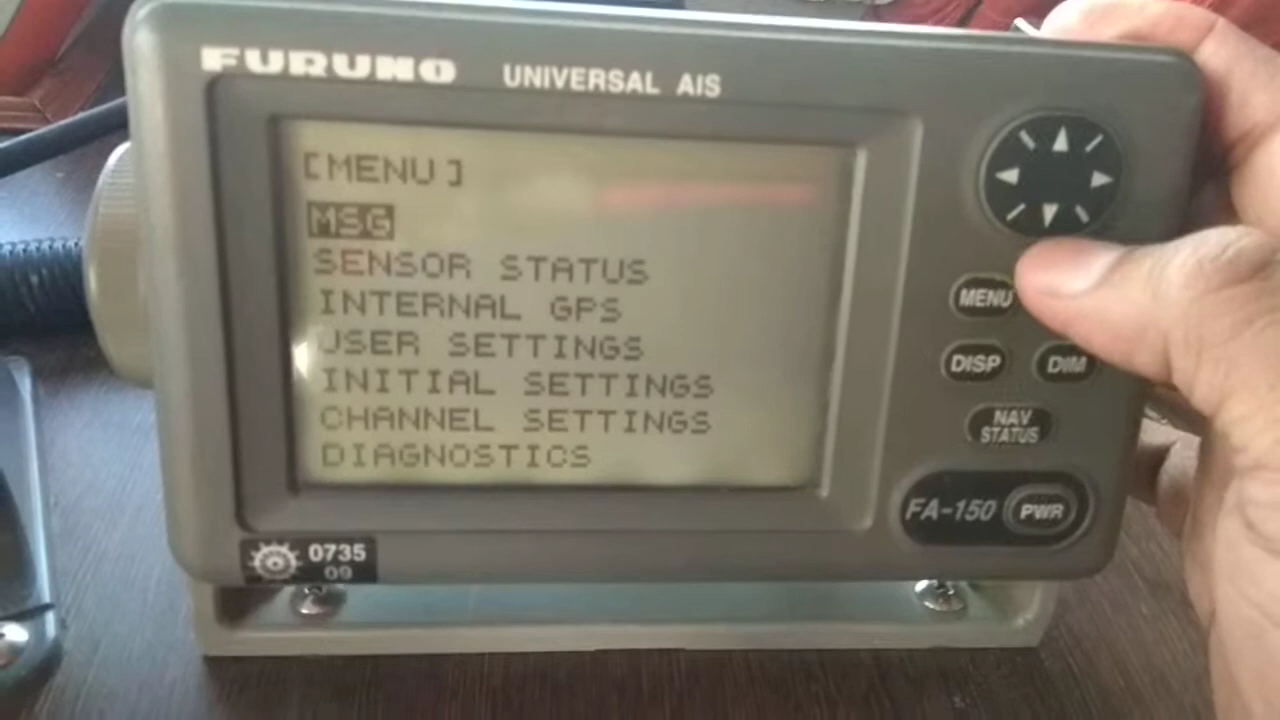 FURUNO UNIVERSAL AIS
[MENU]
MSG
SENSOR STATUS
INTERNAL GPS
USER SETTINGS
INITIAL SETTINGS
CHANNEL SETTINGS
DIAGNOSTICS
MENU
DISP DIM
NAV
STATUS
FA-150 PWR
0735
09